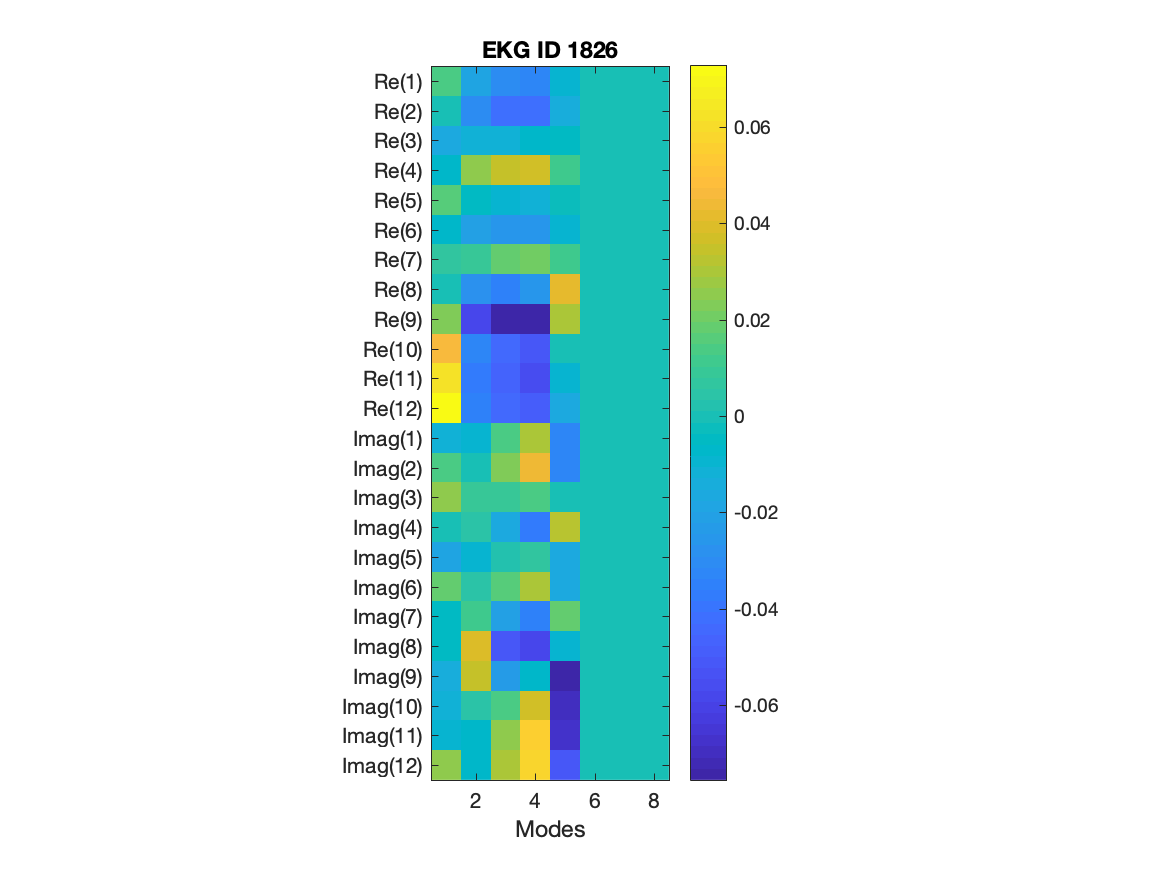 EKG ID 1826
Re(1)
Re(2)
Re(3)
Re(4)
Re(5)
Re(6)
Re(7)
Re(8)
Re(9)
Re(10)
Re(11)
Re(12)
Imag(1)
Imag(2)
Imag(3)
Imag(4)
Imag(5)
Imag(6)
Imag(7)
Imag(8)
Imag(9)
Imag(10)
Imag(11)
Imag(12)
2 4 6 8
Modes
0.06
0.04
0.02
0
-0.02
-0.04
-0.06